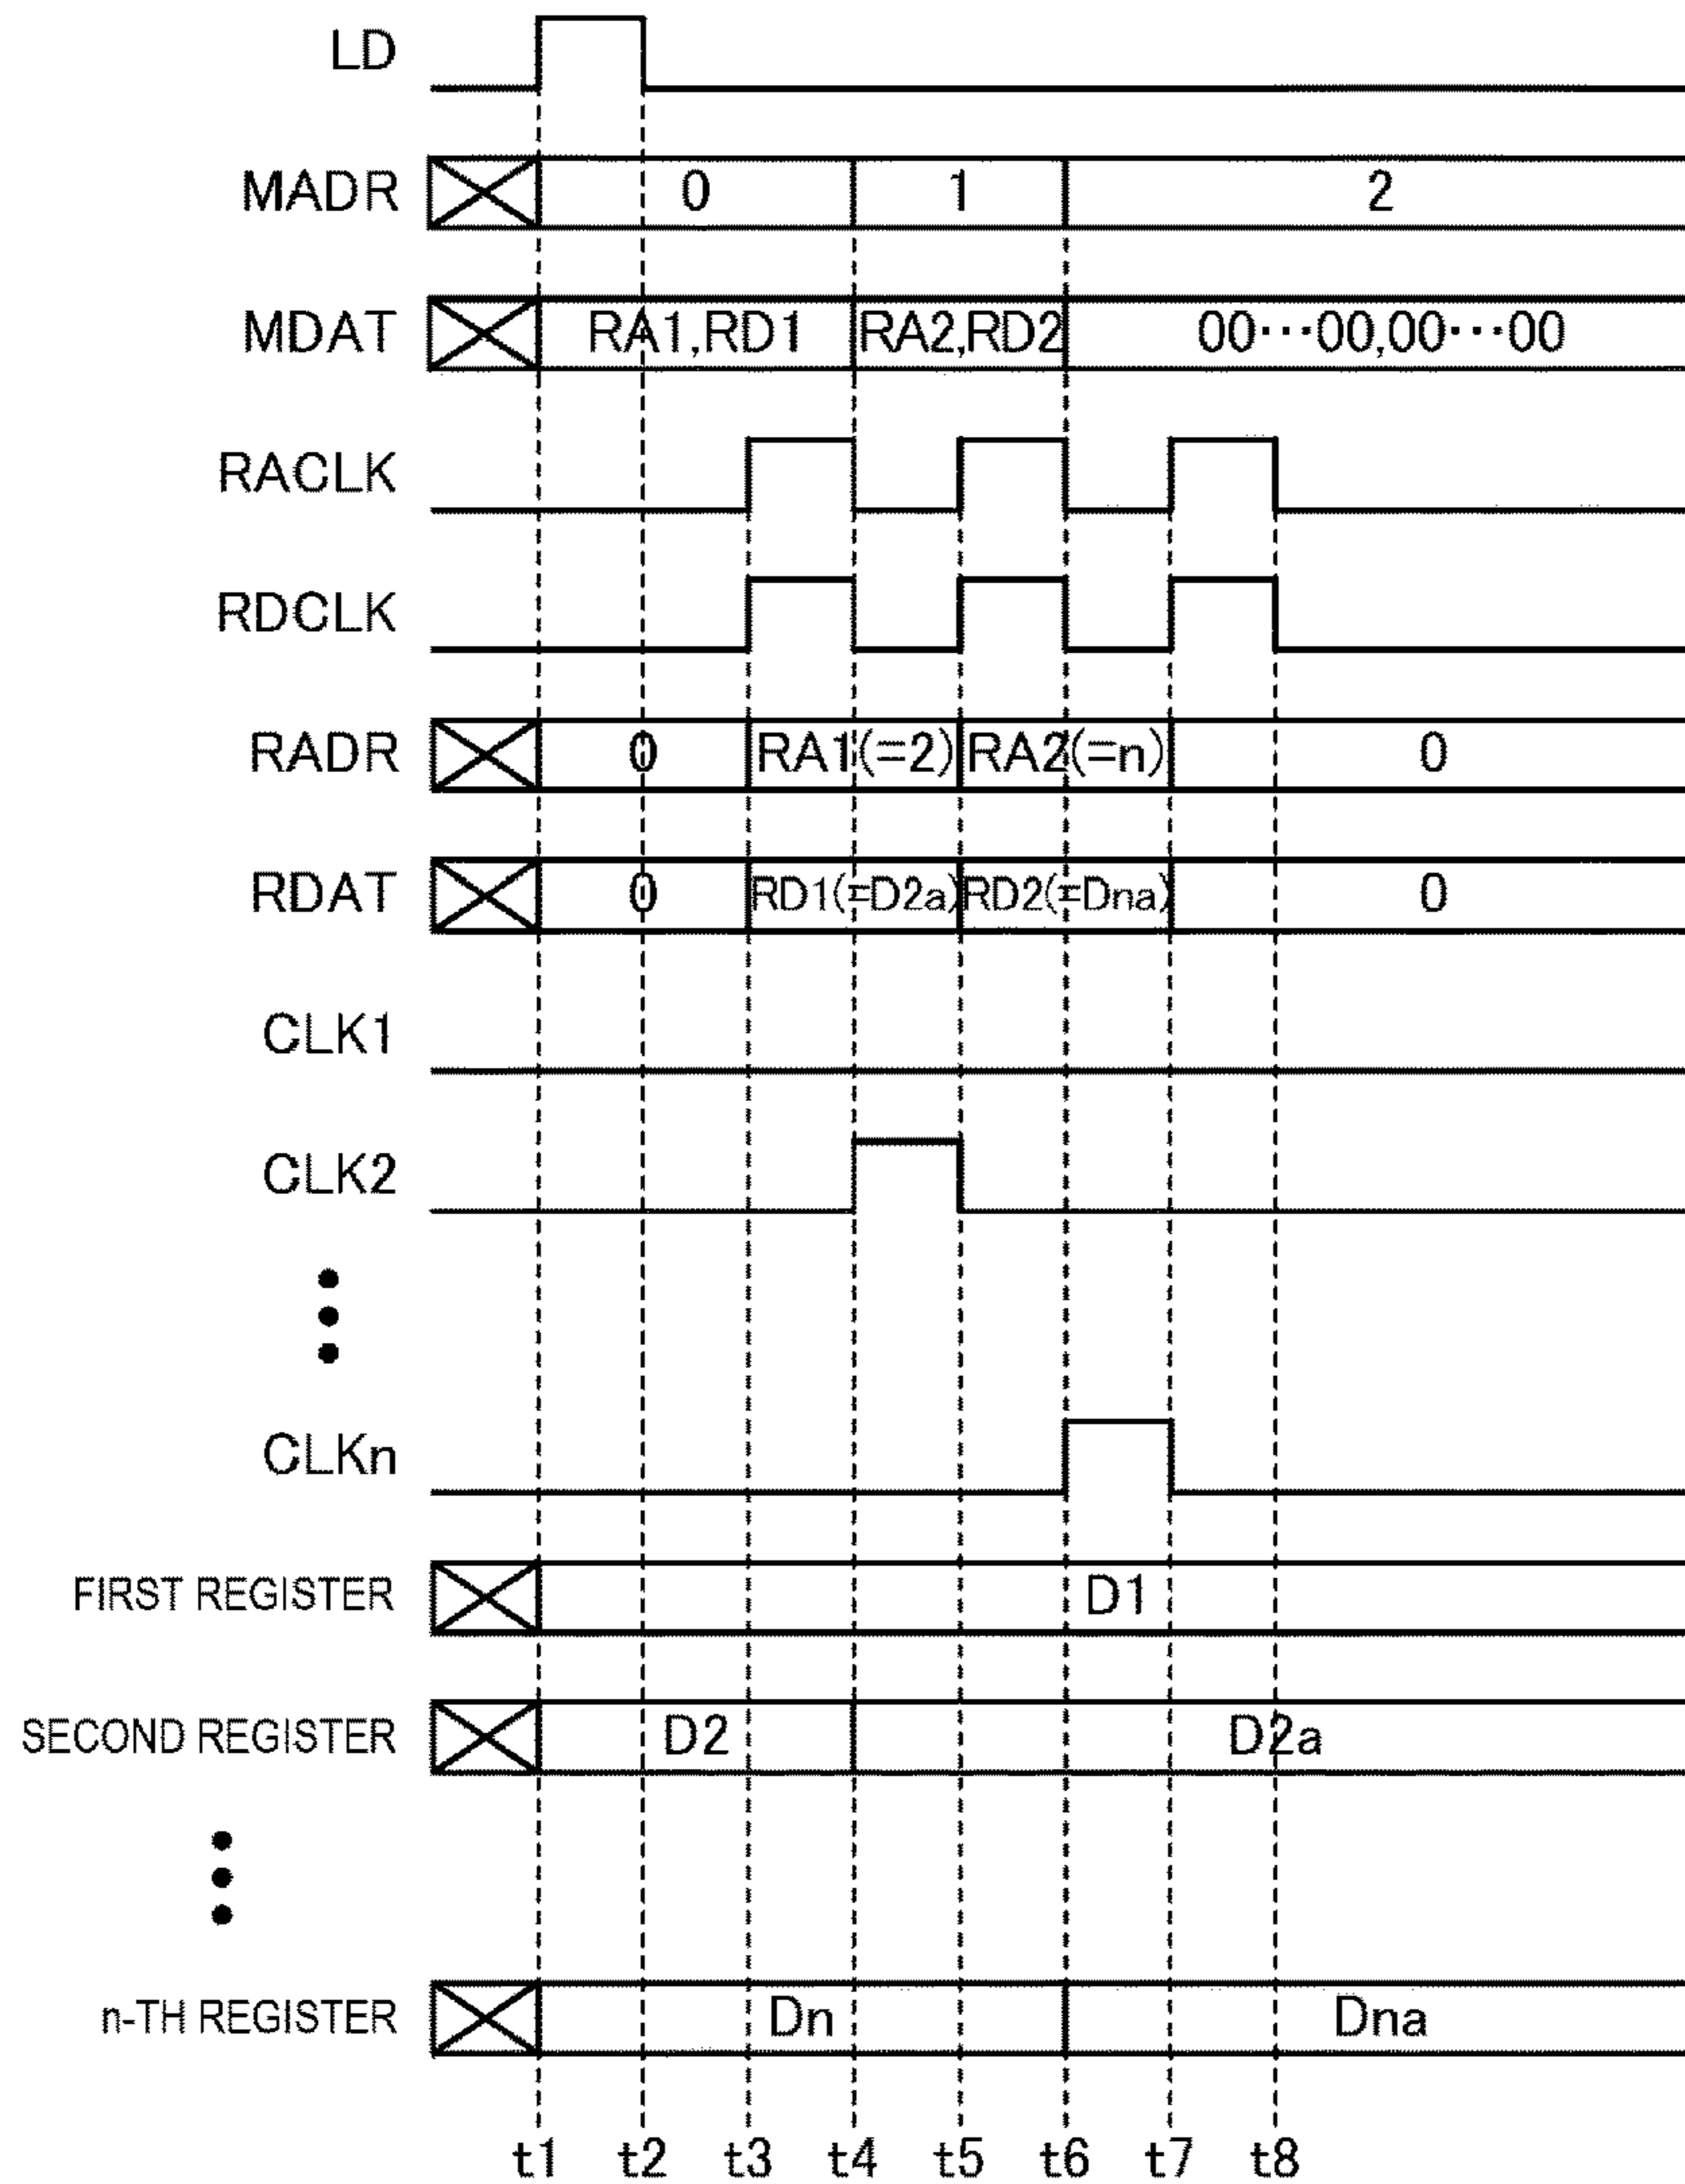 LD
MADR 0 1 2
MDAT RA1,RD1 RA2,RD2 00···00,00···00
RACLK
RDCLK
RADR 0 RA1(=2) RA2(=n) 0
RDAT 0 RD1(=D2a) RD2(=Dna) 0
CLK1
CLK2
CLKn
FIRST REGISTER D1
SECOND REGISTER D2 D2a
n-TH REGISTER Dn Dna
t1 t2 t3 t4 t5 t6 t7 t8